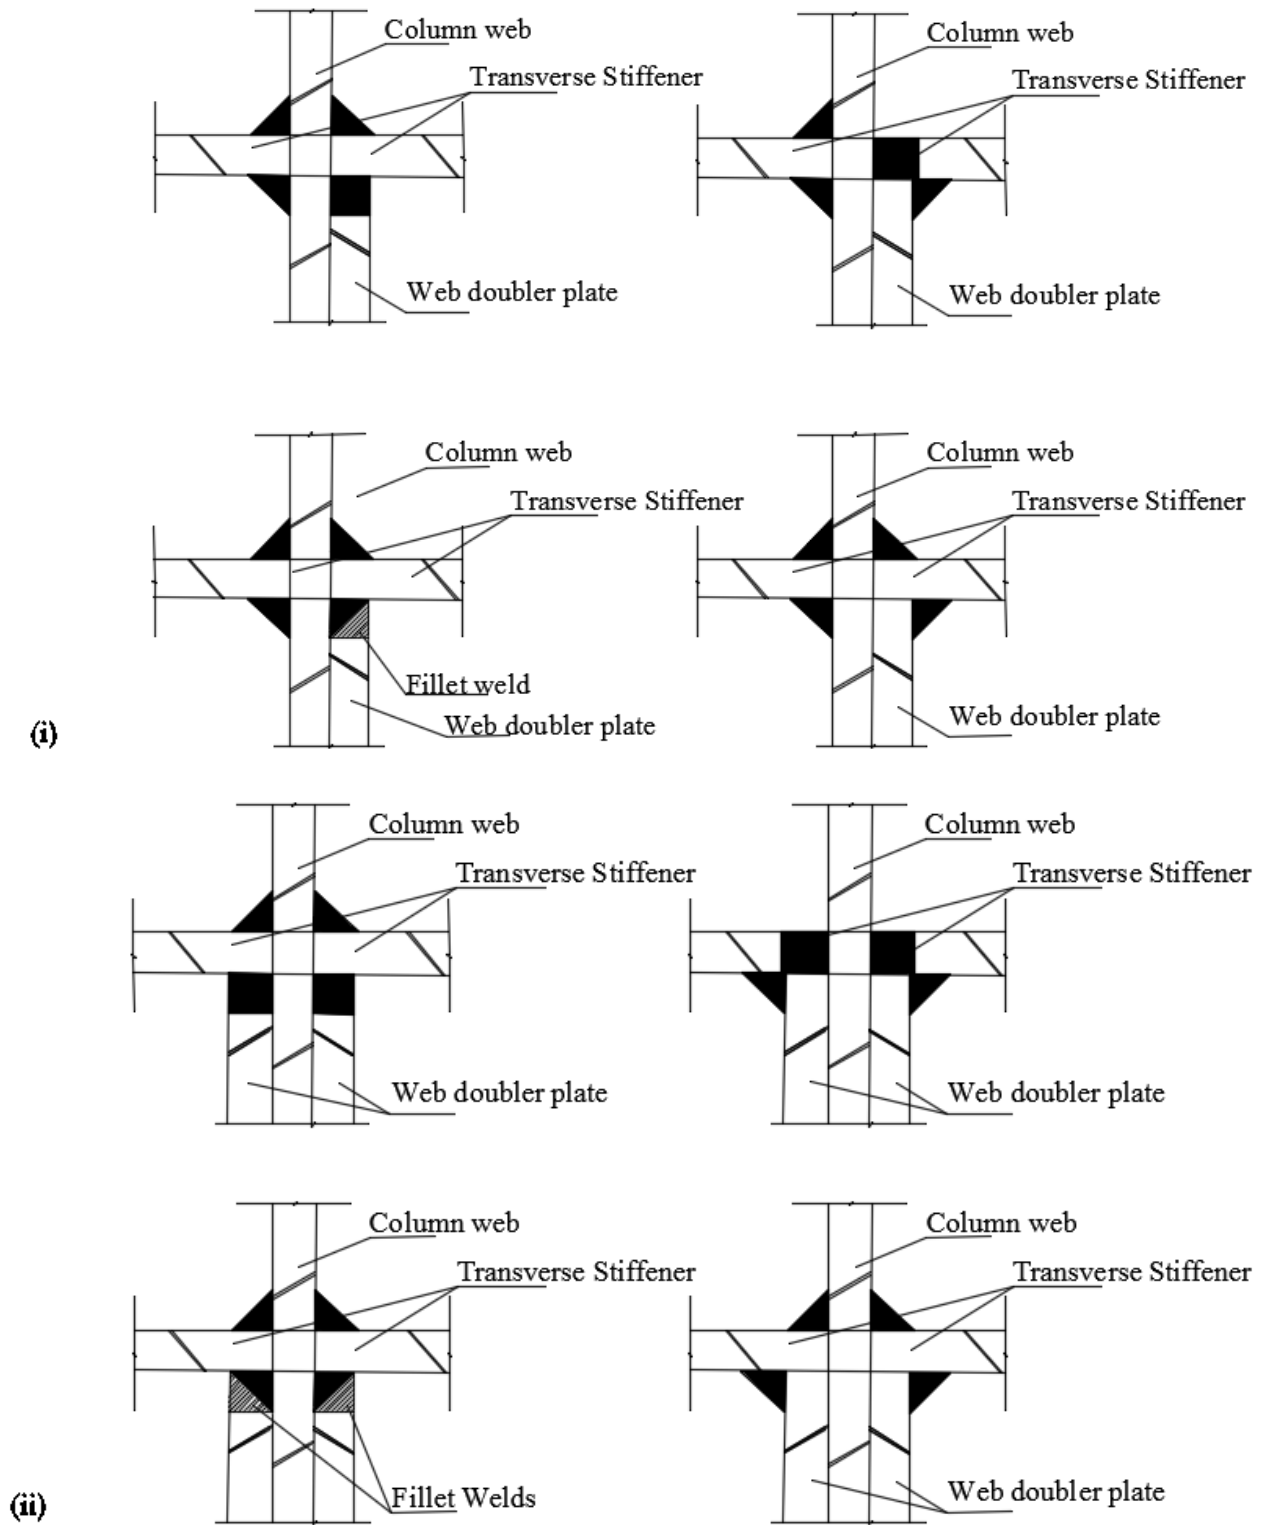 Column web
Transverse Stiffener
Web doubler plate
Column web
Transverse Stiffener
Web doubler plate
Column web
Transverse Stiffener
Fillet weld
Web doubler plate
Column web
Transverse Stiffener
Web doubler plate
(i)
Column web
Transverse Stiffener
Web doubler plate
Column web
Transverse Stiffener
Web doubler plate
Column web
Transverse Stiffener
Fillet Welds
Column web
Transverse Stiffener
Web doubler plate
(ii)